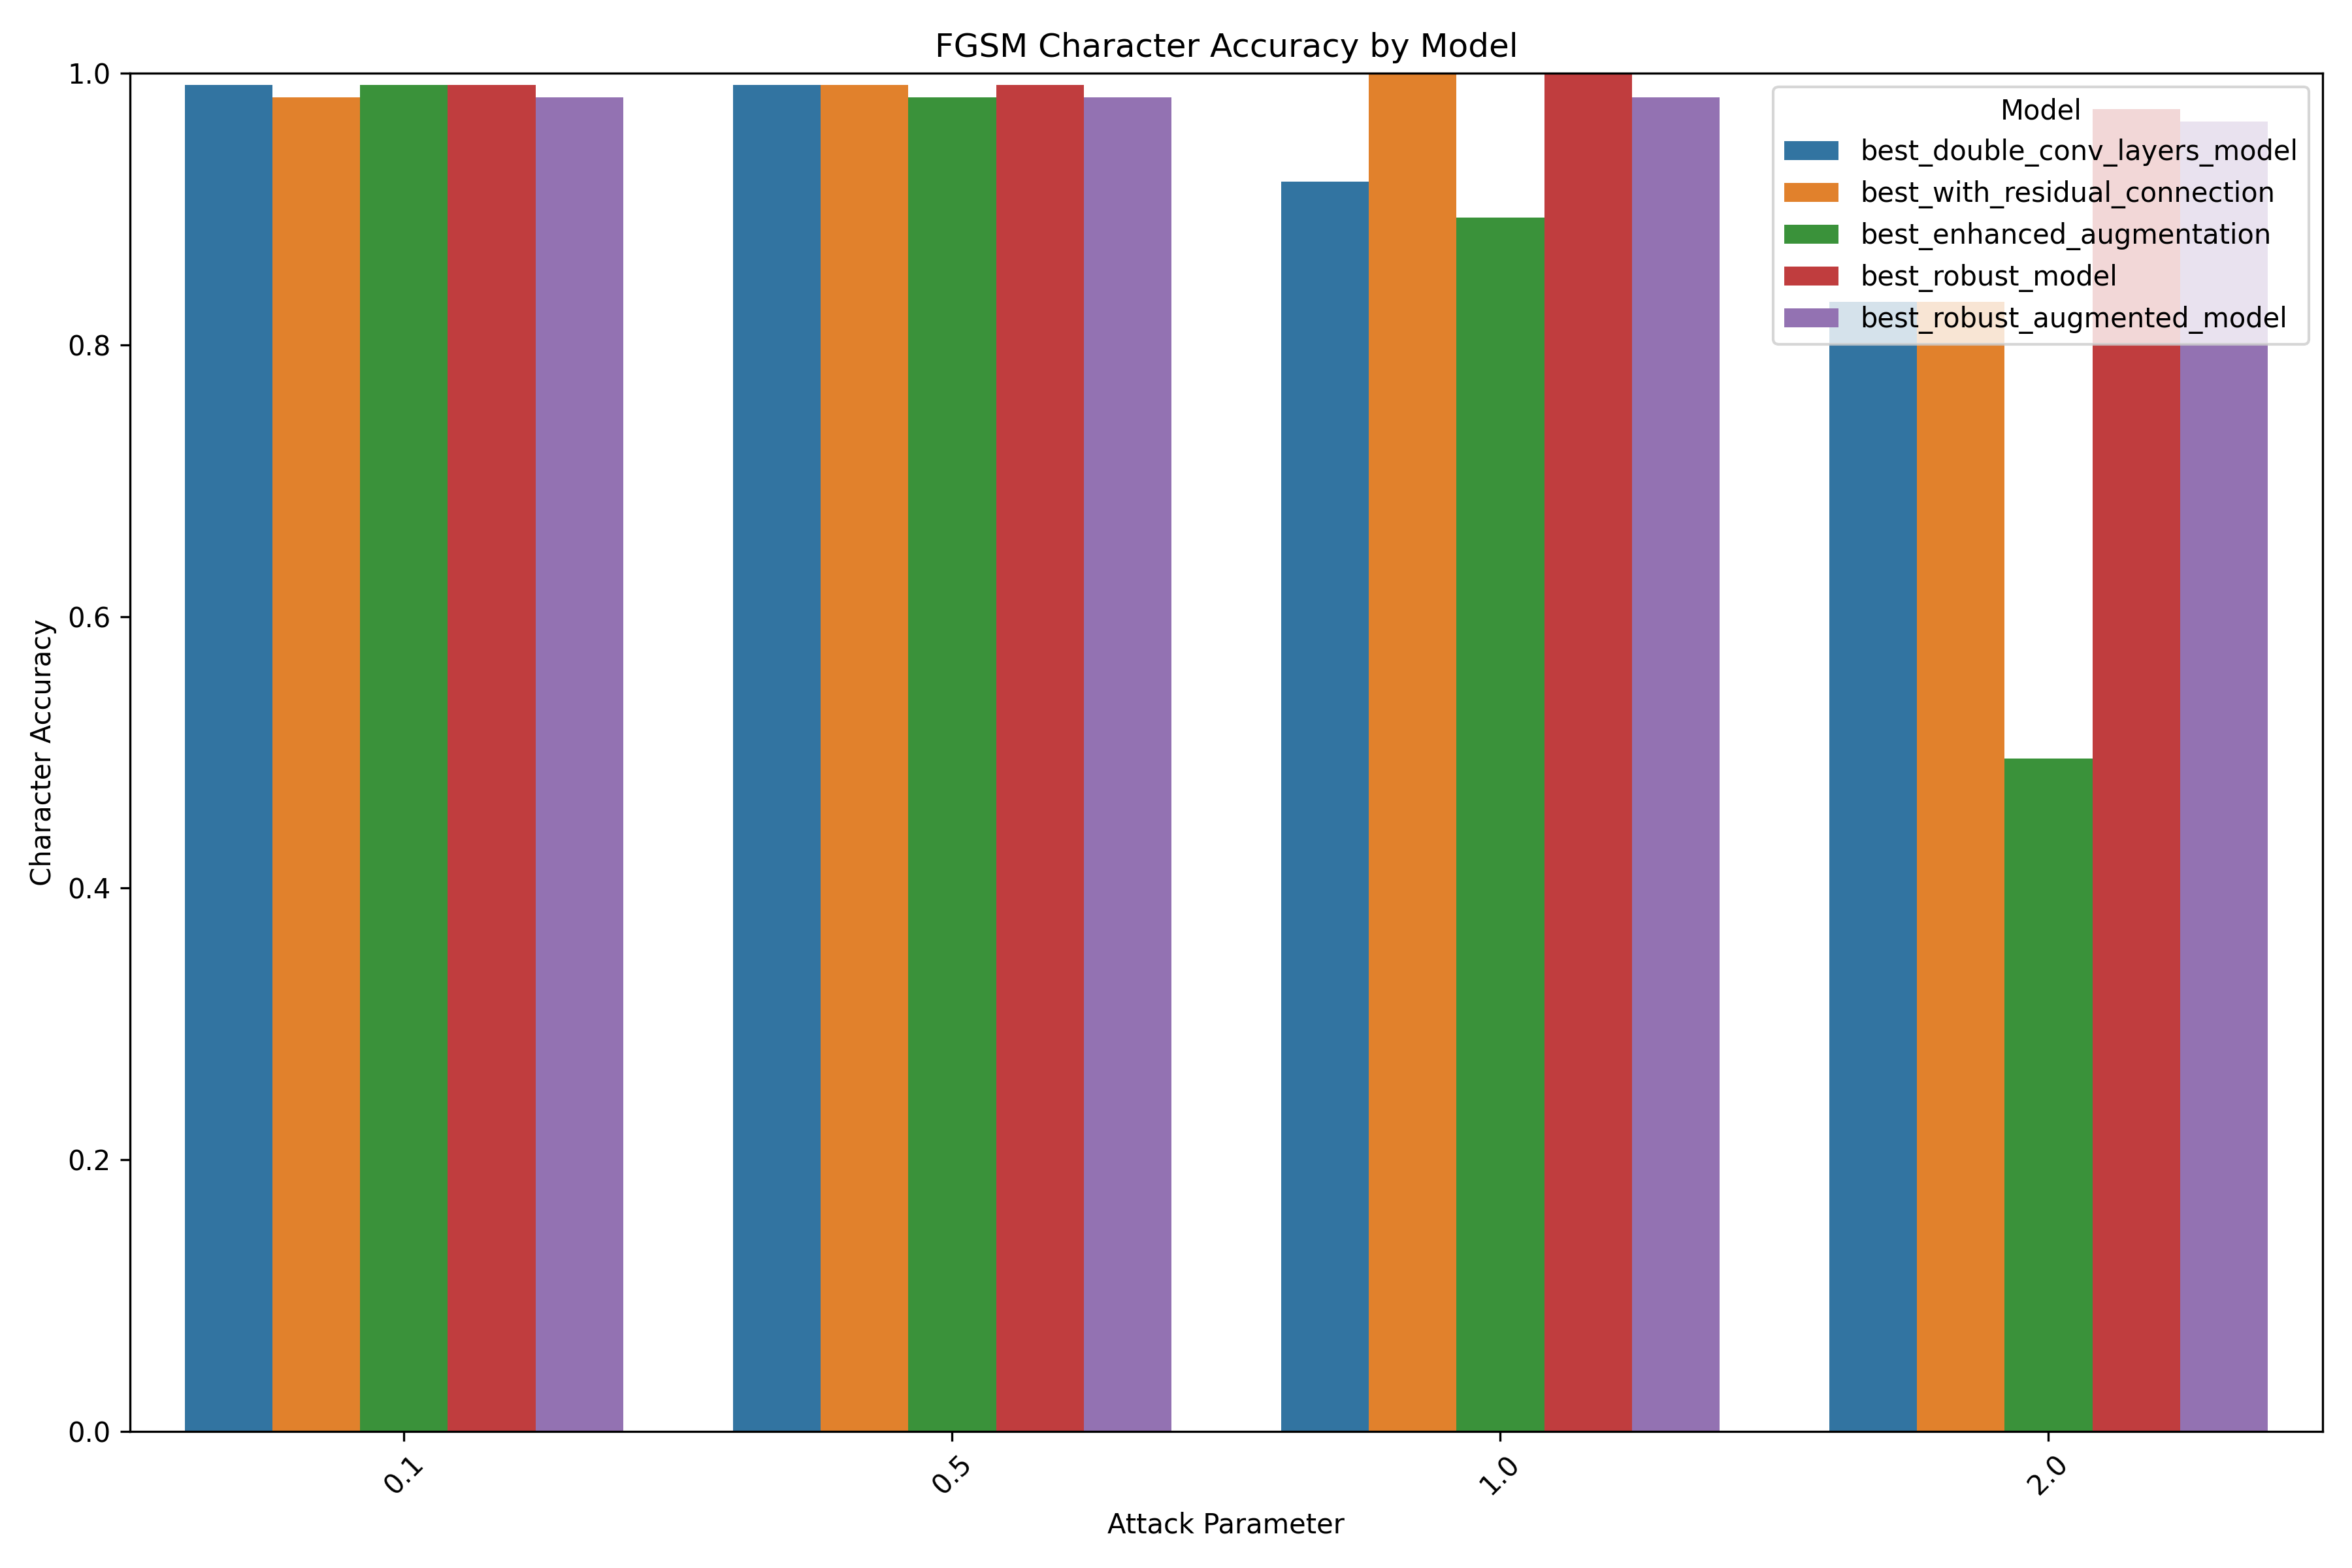 FGSM Character Accuracy by Model
Character Accuracy
1.0
0.8
0.6
0.4
0.2
0.0
Model
best_double_conv_layers_model
best_with_residual_connection
best_enhanced_augmentation
best_robust_model
best_robust_augmented_model
0.1
0.5
1.0
2.0
Attack Parameter